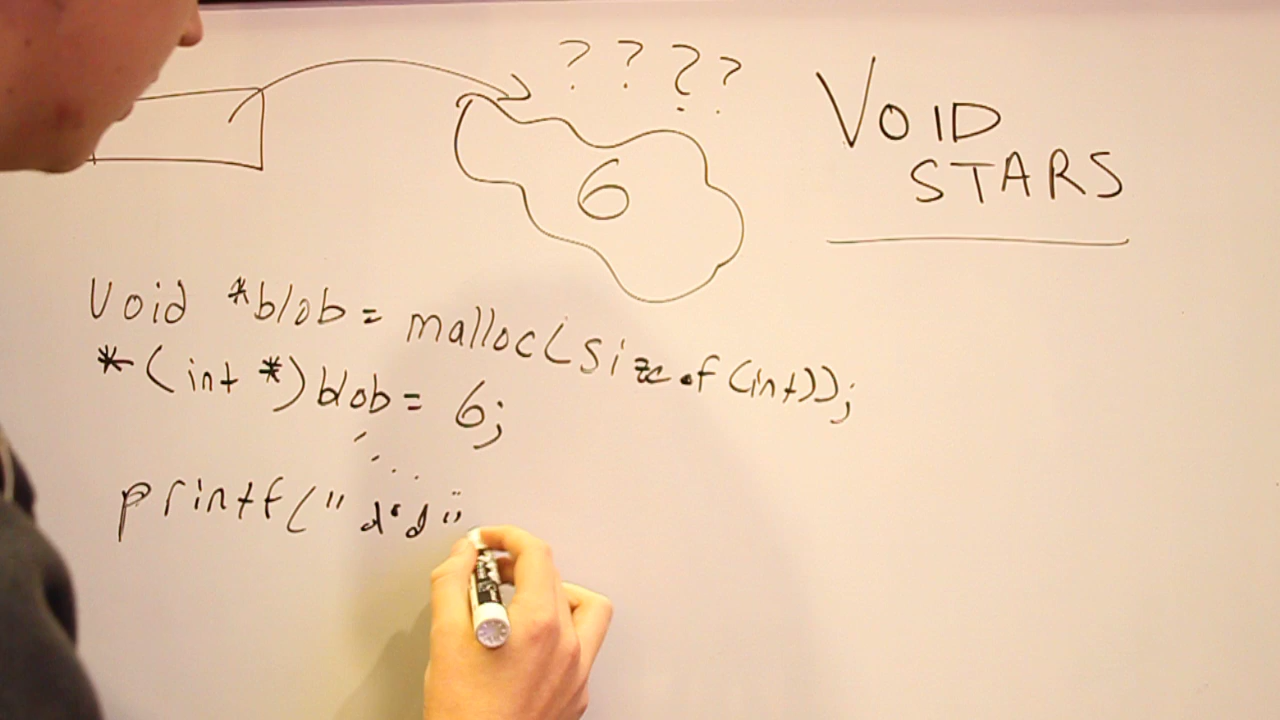 ? ? ? ?
VOID
STARS
6
void *blob = malloc(sizeof(int));
*(int *)blob = 6;
printf("